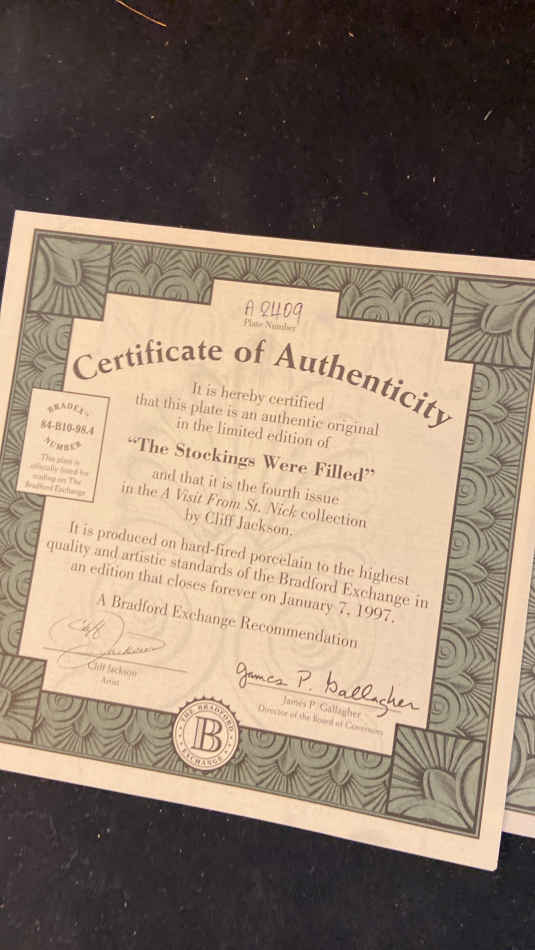 A 2409
Plate Number
Certificate of Authenticity
It is hereby certified
that this plate is an authentic original
in the limited edition of
“The Stockings Were Filled”
and that it is the fourth issue
in the A Visit From St. Nick collection
by Cliff Jackson.
BRADEX
84-B10-98.4
NUMBER
This plate is
officially listed for
trading on The
Bradford Exchange
It is produced on hard-fired porcelain to the highest
quality and artistic standards of the Bradford Exchange in
an edition that closes forever on January 7, 1997.
A Bradford Exchange Recommendation
Cliff Jackson
Cliff Jackson
Artist
James P. Gallagher
James P. Gallagher
Director of the Board of Governors
THE BRADFORD
B
EXCHANGE